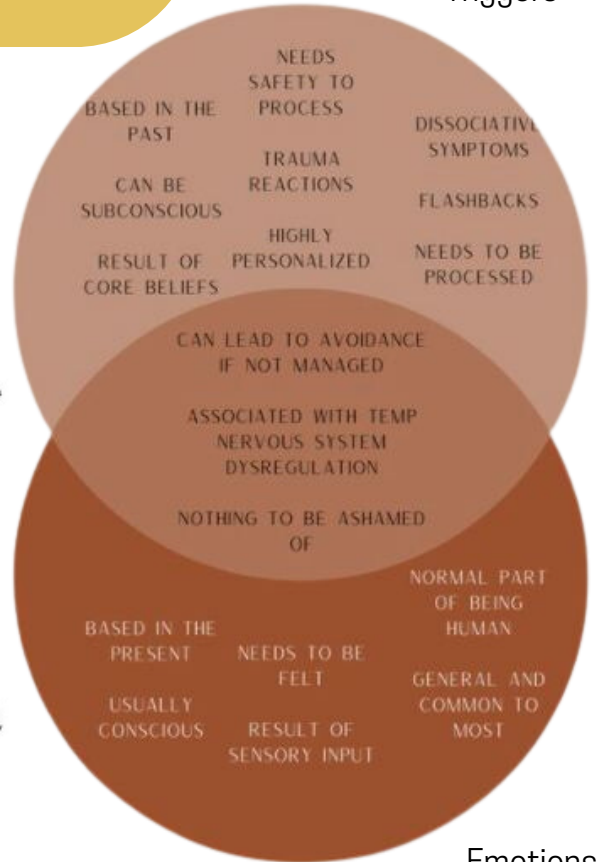 Triggers
NEEDS
SAFETY TO
PROCESS
BASED IN THE
PAST
DISSOCIATIVE
SYMPTOMS
TRAUMA
REACTIONS
CAN BE
SUBCONSCIOUS
FLASHBACKS
HIGHLY
PERSONALIZED
RESULT OF
CORE BELIEFS
NEEDS TO BE
PROCESSED
CAN LEAD TO AVOIDANCE
IF NOT MANAGED
ASSOCIATED WITH TEMP
NERVOUS SYSTEM
DYSREGULATION
NOTHING TO BE ASHAMED
OF
NORMAL PART
OF BEING
HUMAN
BASED IN THE
PRESENT
NEEDS TO BE
FELT
GENERAL AND
COMMON TO
MOST
USUALLY
CONSCIOUS
RESULT OF
SENSORY INPUT
Emotions